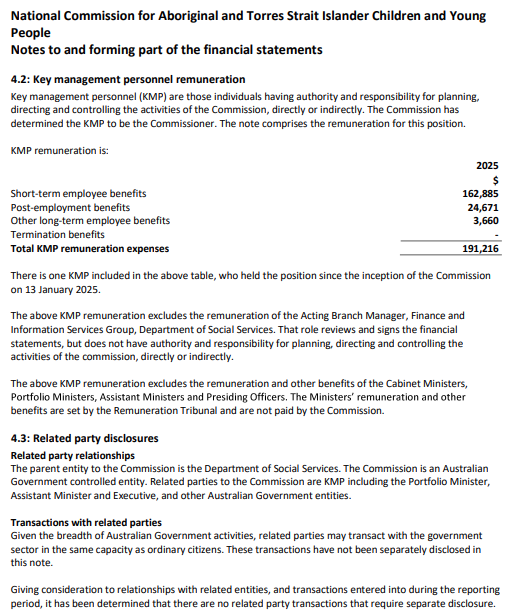 National Commission for Aboriginal and Torres Strait Islander Children and Young
People
Notes to and forming part of the financial statements
4.2: Key management personnel remuneration
Key management personnel (KMP) are those individuals having authority and responsibility for planning,
directing and controlling the activities of the Commission, directly or indirectly. The Commission has
determined the KMP to be the Commissioner. The note comprises the remuneration for this position.
KMP remuneration is:
2025
$
Short-term employee benefits 162,885
Post-employment benefits 24,671
Other long-term employee benefits 3,660
Termination benefits -
Total KMP remuneration expenses 191,216
There is one KMP included in the above table, who held the position since the inception of the Commission
on 13 January 2025.
The above KMP remuneration excludes the remuneration of the Acting Branch Manager, Finance and
Information Services Group, Department of Social Services. That role reviews and signs the financial
statements, but does not have authority and responsibility for planning, directing and controlling the
activities of the commission, directly or indirectly.
The above KMP remuneration excludes the remuneration and other benefits of the Cabinet Ministers,
Portfolio Ministers, Assistant Ministers and Presiding Officers. The Ministers' remuneration and other
benefits are set by the Remuneration Tribunal and are not paid by the Commission.
4.3: Related party disclosures
Related party relationships
The parent entity to the Commission is the Department of Social Services. The Commission is an Australian
Government controlled entity. Related parties to the Commission are KMP including the Portfolio Minister,
Assistant Minister and Executive, and other Australian Government entities.
Transactions with related parties
Given the breadth of Australian Government activities, related parties may transact with the government
sector in the same capacity as ordinary citizens. These transactions have not been separately disclosed in
this note.
Giving consideration to relationships with related entities, and transactions entered into during the reporting
period, it has been determined that there are no related party transactions that require separate disclosure.